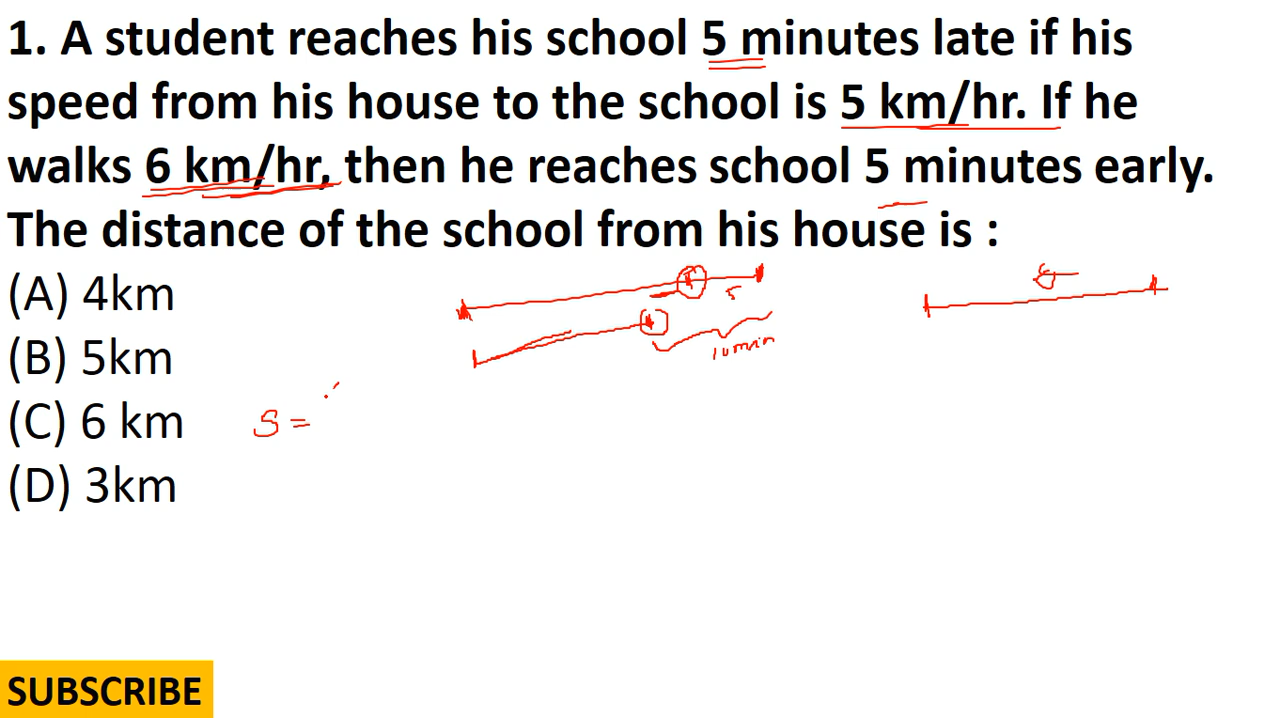 1. A student reaches his school 5 minutes late if his
speed from his house to the school is 5 km/hr. If he
walks 6 km/hr, then he reaches school 5 minutes early.
The distance of the school from his house is :
(A) 4km
(B) 5km
5
10 min
(C) 6 km
S =
(D) 3km
SUBSCRIBE